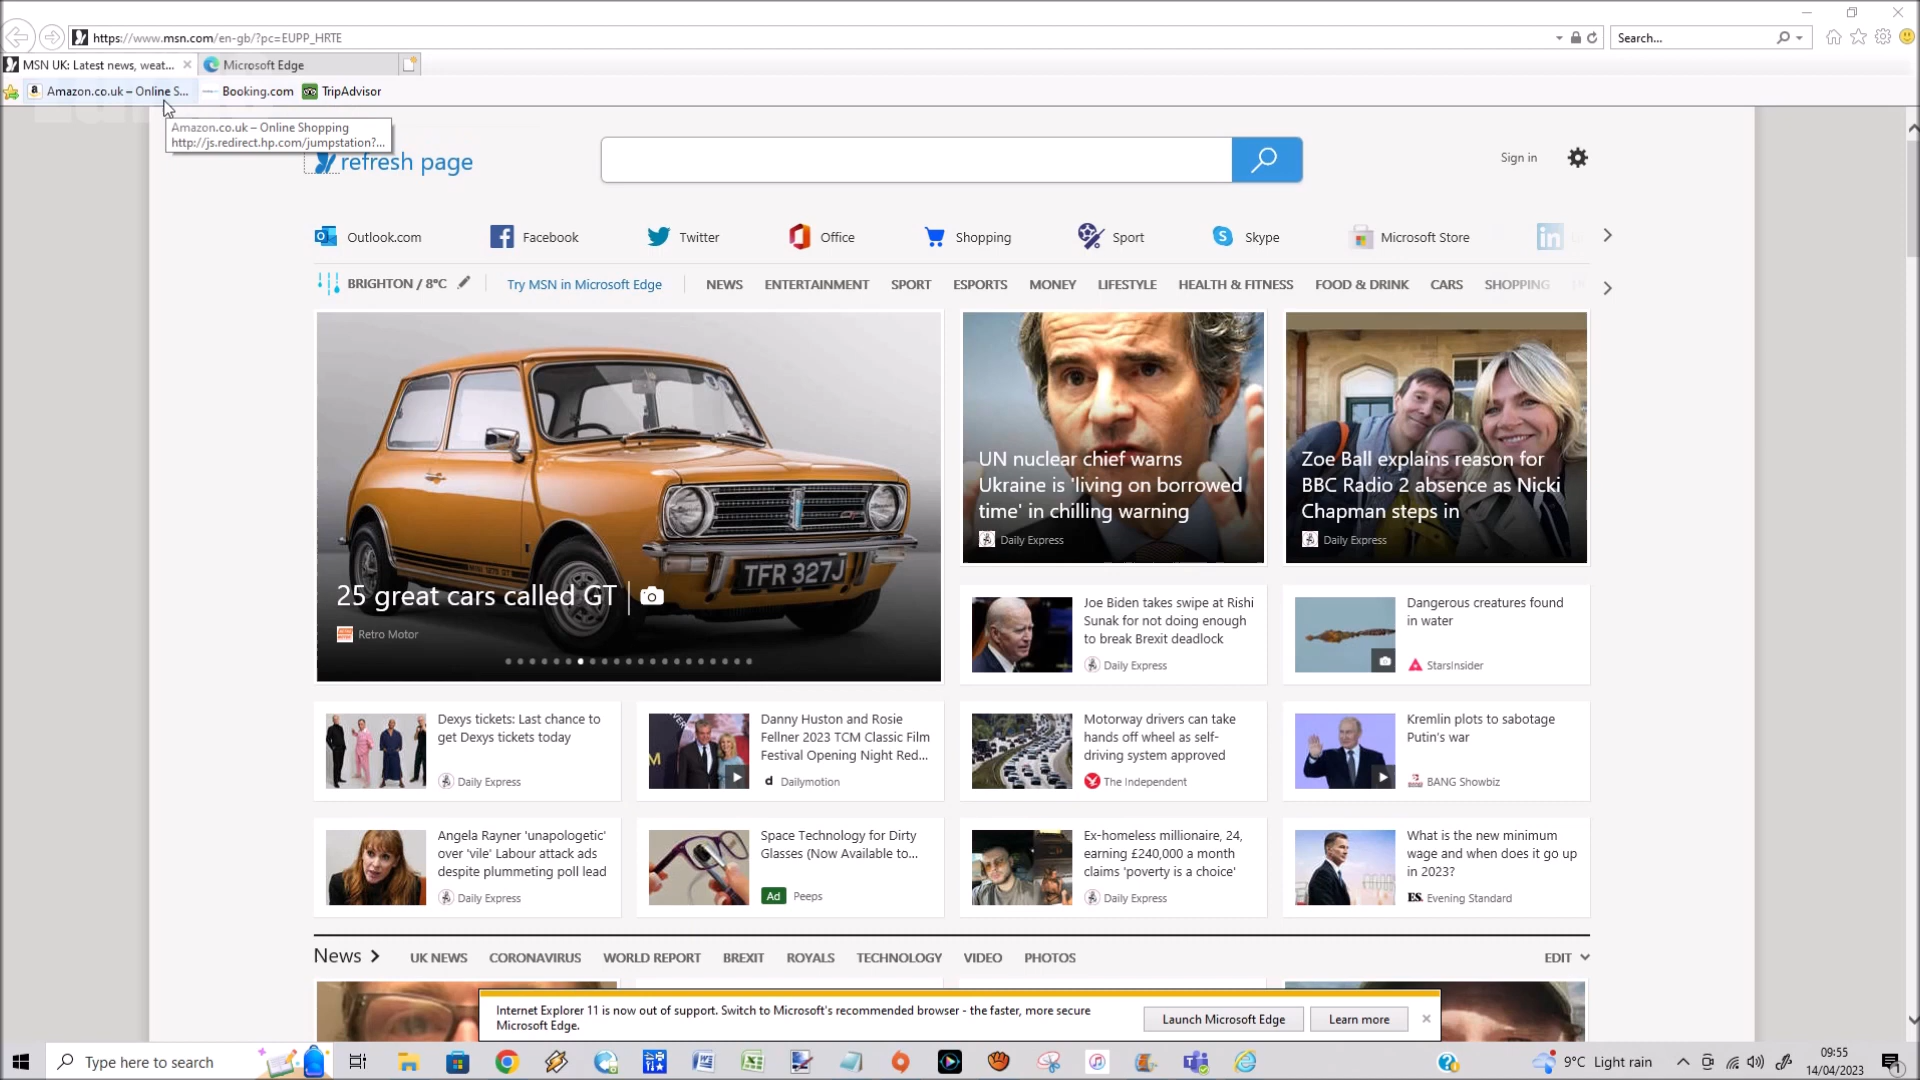 https://www.msn.com/en-gb/?pc=EUPP_HRTE
Search...
MSN UK: Latest news, weat...
Microsoft Edge
Amazon.co.uk – Online S...
Booking.com
TripAdvisor
Amazon.co.uk – Online Shopping
http://js.redirect.hp.com/jumpstation?...
refresh page
Sign in
Outlook.com
Facebook
Twitter
Office
Shopping
Sport
Skype
Microsoft Store
BRIGHTON / 8°C
Try MSN in Microsoft Edge
NEWS
ENTERTAINMENT
SPORT
ESPORTS
MONEY
LIFESTYLE
HEALTH & FITNESS
FOOD & DRINK
CARS
SHOPPING
TFR 327J
25 great cars called GT
Retro Motor
UN nuclear chief warns
Ukraine is 'living on borrowed
time' in chilling warning
Daily Express
Zoe Ball explains reason for
BBC Radio 2 absence as Nicki
Chapman steps in
Daily Express
Joe Biden takes swipe at Rishi
Sunak for not doing enough
to break Brexit deadlock
Daily Express
Dangerous creatures found
in water
StarsInsider
Dexys tickets: Last chance to
get Dexys tickets today
Daily Express
Danny Huston and Rosie
Fellner 2023 TCM Classic Film
Festival Opening Night Red...
Dailymotion
Motorway drivers can take
hands off wheel as self-
driving system approved
The Independent
Kremlin plots to sabotage
Putin's war
BANG Showbiz
Angela Rayner 'unapologetic'
over 'vile' Labour attack ads
despite plummeting poll lead
Daily Express
Space Technology for Dirty
Glasses (Now Available to...
Ad Peeps
Ex-homeless millionaire, 24,
earning £240,000 a month
claims 'poverty is a choice'
Daily Express
What is the new minimum
wage and when does it go up
in 2023?
ES. Evening Standard
News
UK NEWS
CORONAVIRUS
WORLD REPORT
BREXIT
ROYALS
TECHNOLOGY
VIDEO
PHOTOS
EDIT
Internet Explorer 11 is now out of support. Switch to Microsoft's recommended browser - the faster, more secure
Microsoft Edge.
Launch Microsoft Edge
Learn more
Type here to search
9°C Light rain
09:55
14/04/2023